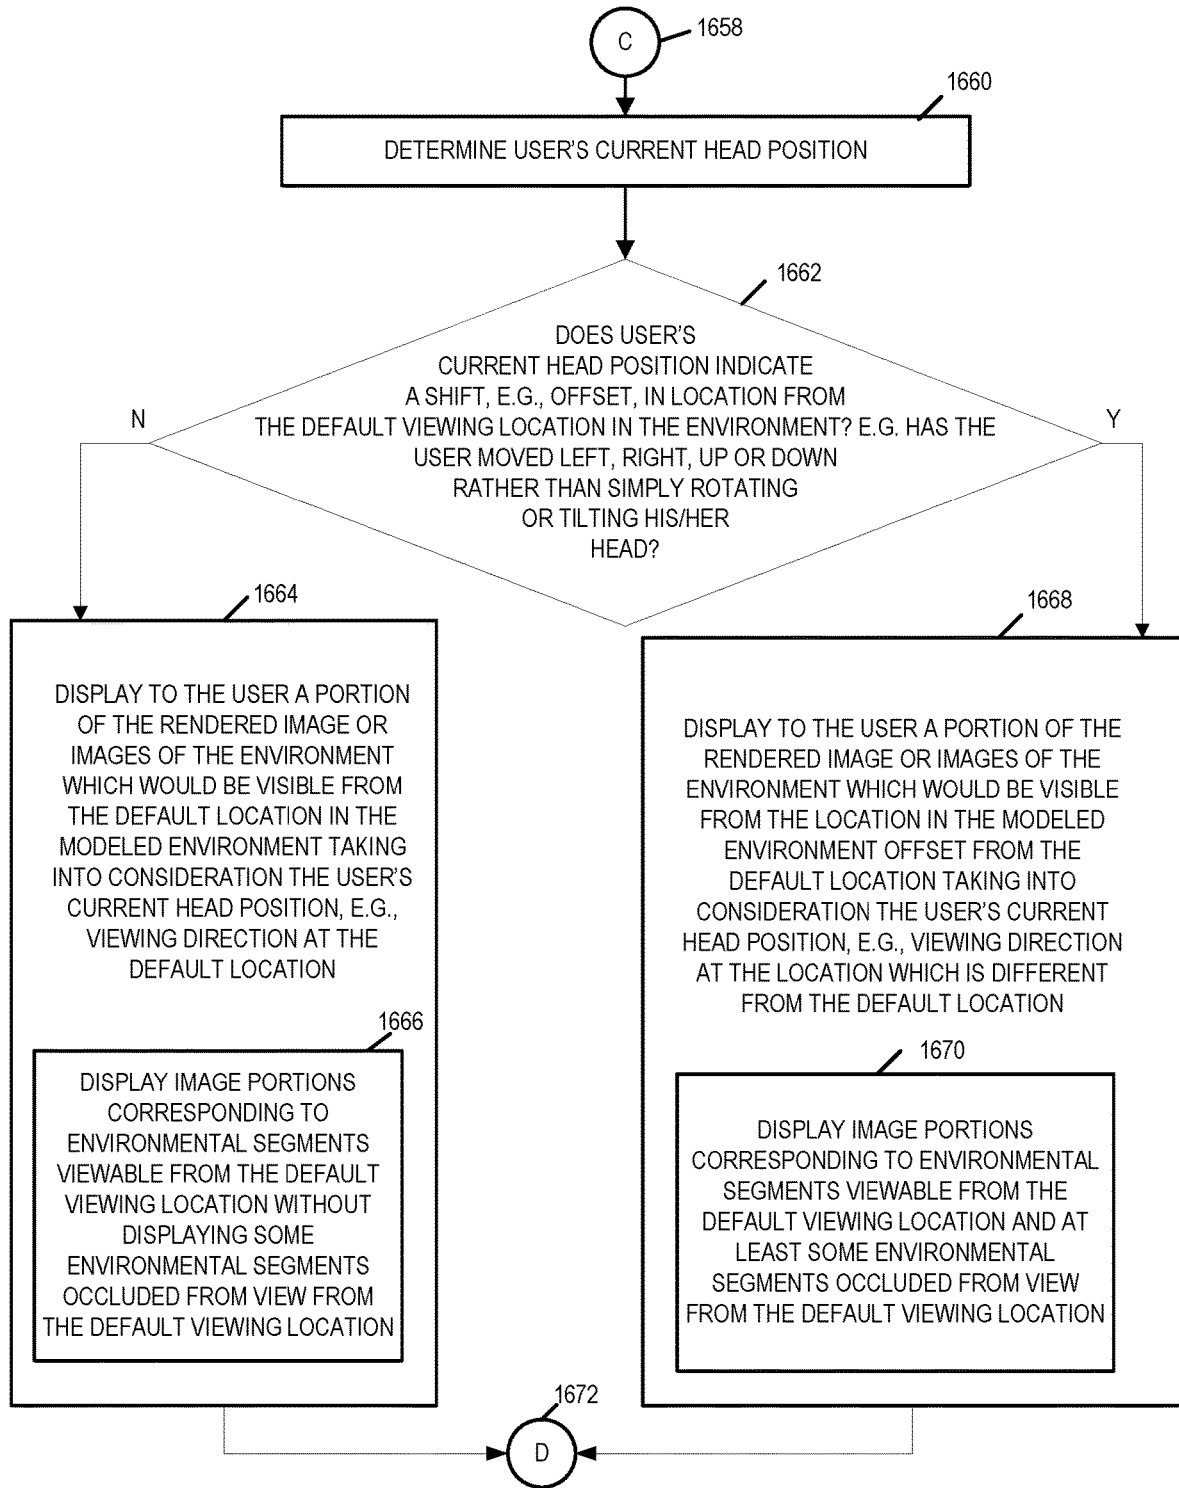 C
1658
1660
DETERMINE USER'S CURRENT HEAD POSITION
1662
DOES USER'S
CURRENT HEAD POSITION INDICATE
A SHIFT, E.G., OFFSET, IN LOCATION FROM
THE DEFAULT VIEWING LOCATION IN THE ENVIRONMENT? E.G. HAS THE
USER MOVED LEFT, RIGHT, UP OR DOWN
RATHER THAN SIMPLY ROTATING
OR TILTING HIS/HER
HEAD?
N
Y
1664
DISPLAY TO THE USER A PORTION
OF THE RENDERED IMAGE OR
IMAGES OF THE ENVIRONMENT
WHICH WOULD BE VISIBLE FROM
THE DEFAULT LOCATION IN THE
MODELED ENVIRONMENT TAKING
INTO CONSIDERATION THE USER'S
CURRENT HEAD POSITION, E.G.,
VIEWING DIRECTION AT THE
DEFAULT LOCATION
1666
DISPLAY IMAGE PORTIONS
CORRESPONDING TO
ENVIRONMENTAL SEGMENTS
VIEWABLE FROM THE DEFAULT
VIEWING LOCATION WITHOUT
DISPLAYING SOME
ENVIRONMENTAL SEGMENTS
OCCLUDED FROM VIEW FROM
THE DEFAULT VIEWING LOCATION
1668
DISPLAY TO THE USER A PORTION OF THE
RENDERED IMAGE OR IMAGES OF THE
ENVIRONMENT WHICH WOULD BE VISIBLE
FROM THE LOCATION IN THE MODELED
ENVIRONMENT OFFSET FROM THE
DEFAULT LOCATION TAKING INTO
CONSIDERATION THE USER'S CURRENT
HEAD POSITION, E.G., VIEWING DIRECTION
AT THE LOCATION WHICH IS DIFFERENT
FROM THE DEFAULT LOCATION
1670
DISPLAY IMAGE PORTIONS
CORRESPONDING TO ENVIRONMENTAL
SEGMENTS VIEWABLE FROM THE
DEFAULT VIEWING LOCATION AND AT
LEAST SOME ENVIRONMENTAL
SEGMENTS OCCLUDED FROM VIEW
FROM THE DEFAULT VIEWING LOCATION
1672
D